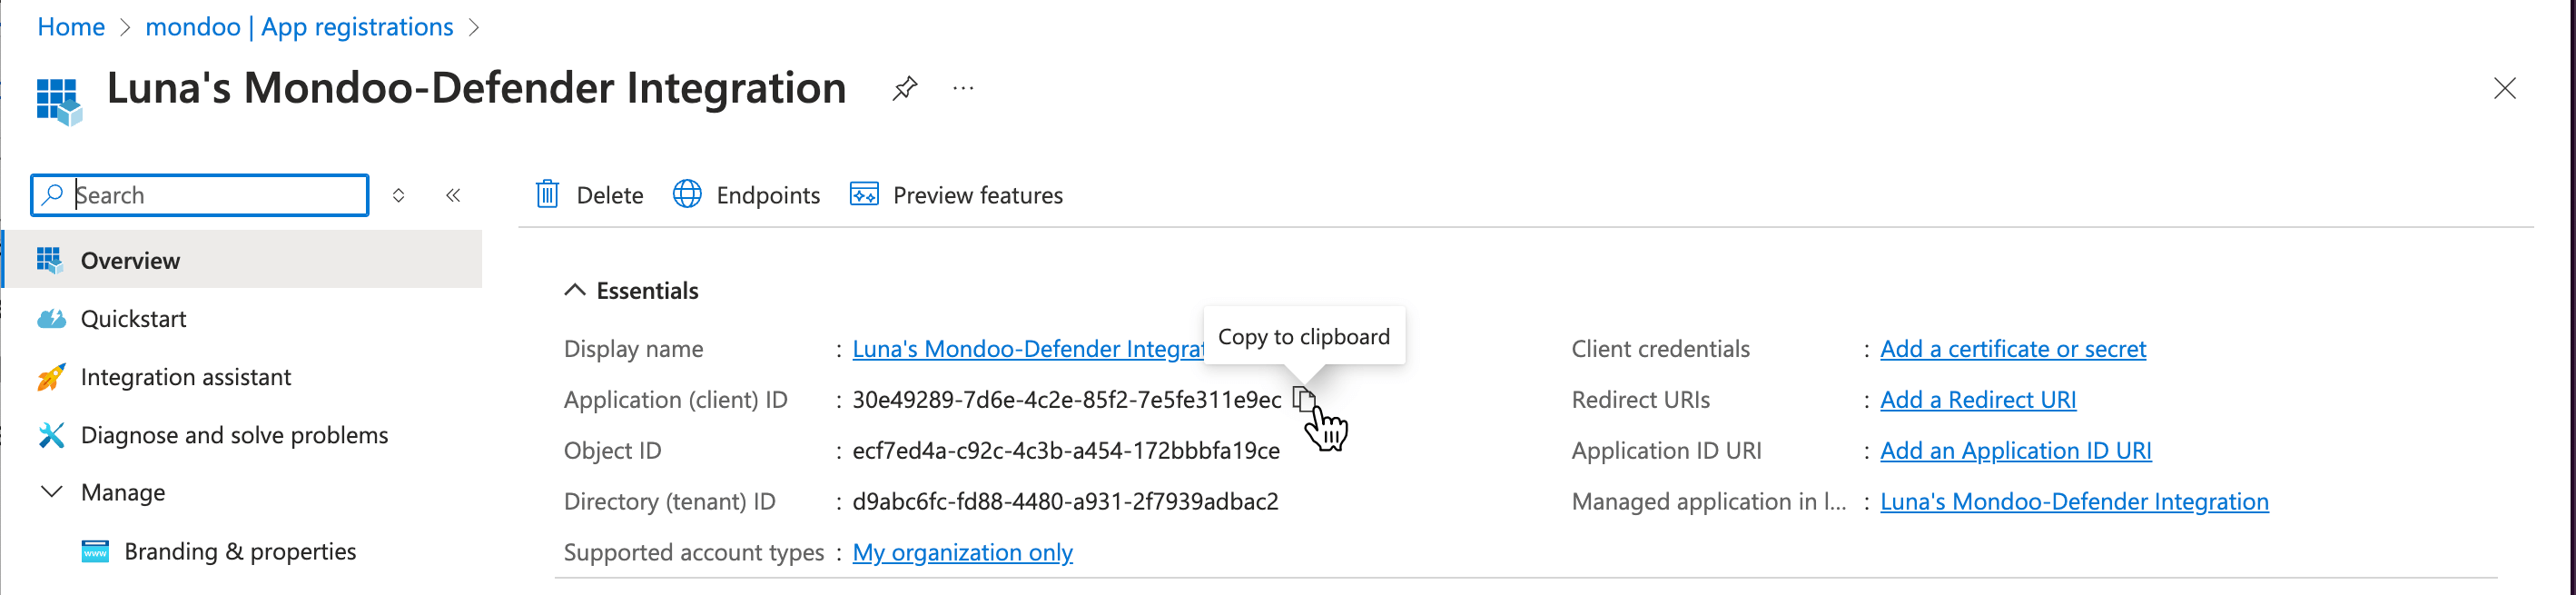 Home > mondoo | App registrations >
Luna's Mondoo-Defender Integration ...
Search
Delete Endpoints Preview features
Overview
Quickstart
Integration assistant
Diagnose and solve problems
Manage
www Branding & properties
Essentials
Copy to clipboard
Display name : Luna's Mondoo-Defender Integrat
Application (client) ID : 30e49289-7d6e-4c2e-85f2-7e5fe311e9ec
Object ID : ecf7ed4a-c92c-4c3b-a454-172bbbfa19ce
Directory (tenant) ID : d9abc6fc-fd88-4480-a931-2f7939adbac2
Supported account types : My organization only
Client credentials : Add a certificate or secret
Redirect URIs : Add a Redirect URI
Application ID URI : Add an Application ID URI
Managed application in l... : Luna's Mondoo-Defender Integration